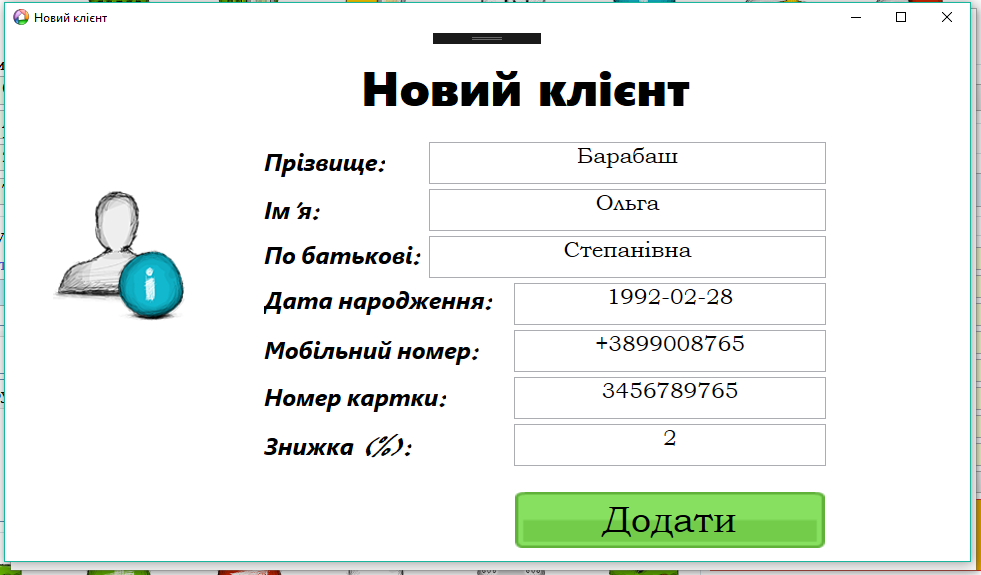 Новий клієнт
Новий клієнт
Прізвище: Барабаш
Ім'я: Ольга
По батькові: Степанівна
Дата народження: 1992-02-28
Мобільний номер: +3899008765
Номер картки: 3456789765
Знижка (%): 2
Додати